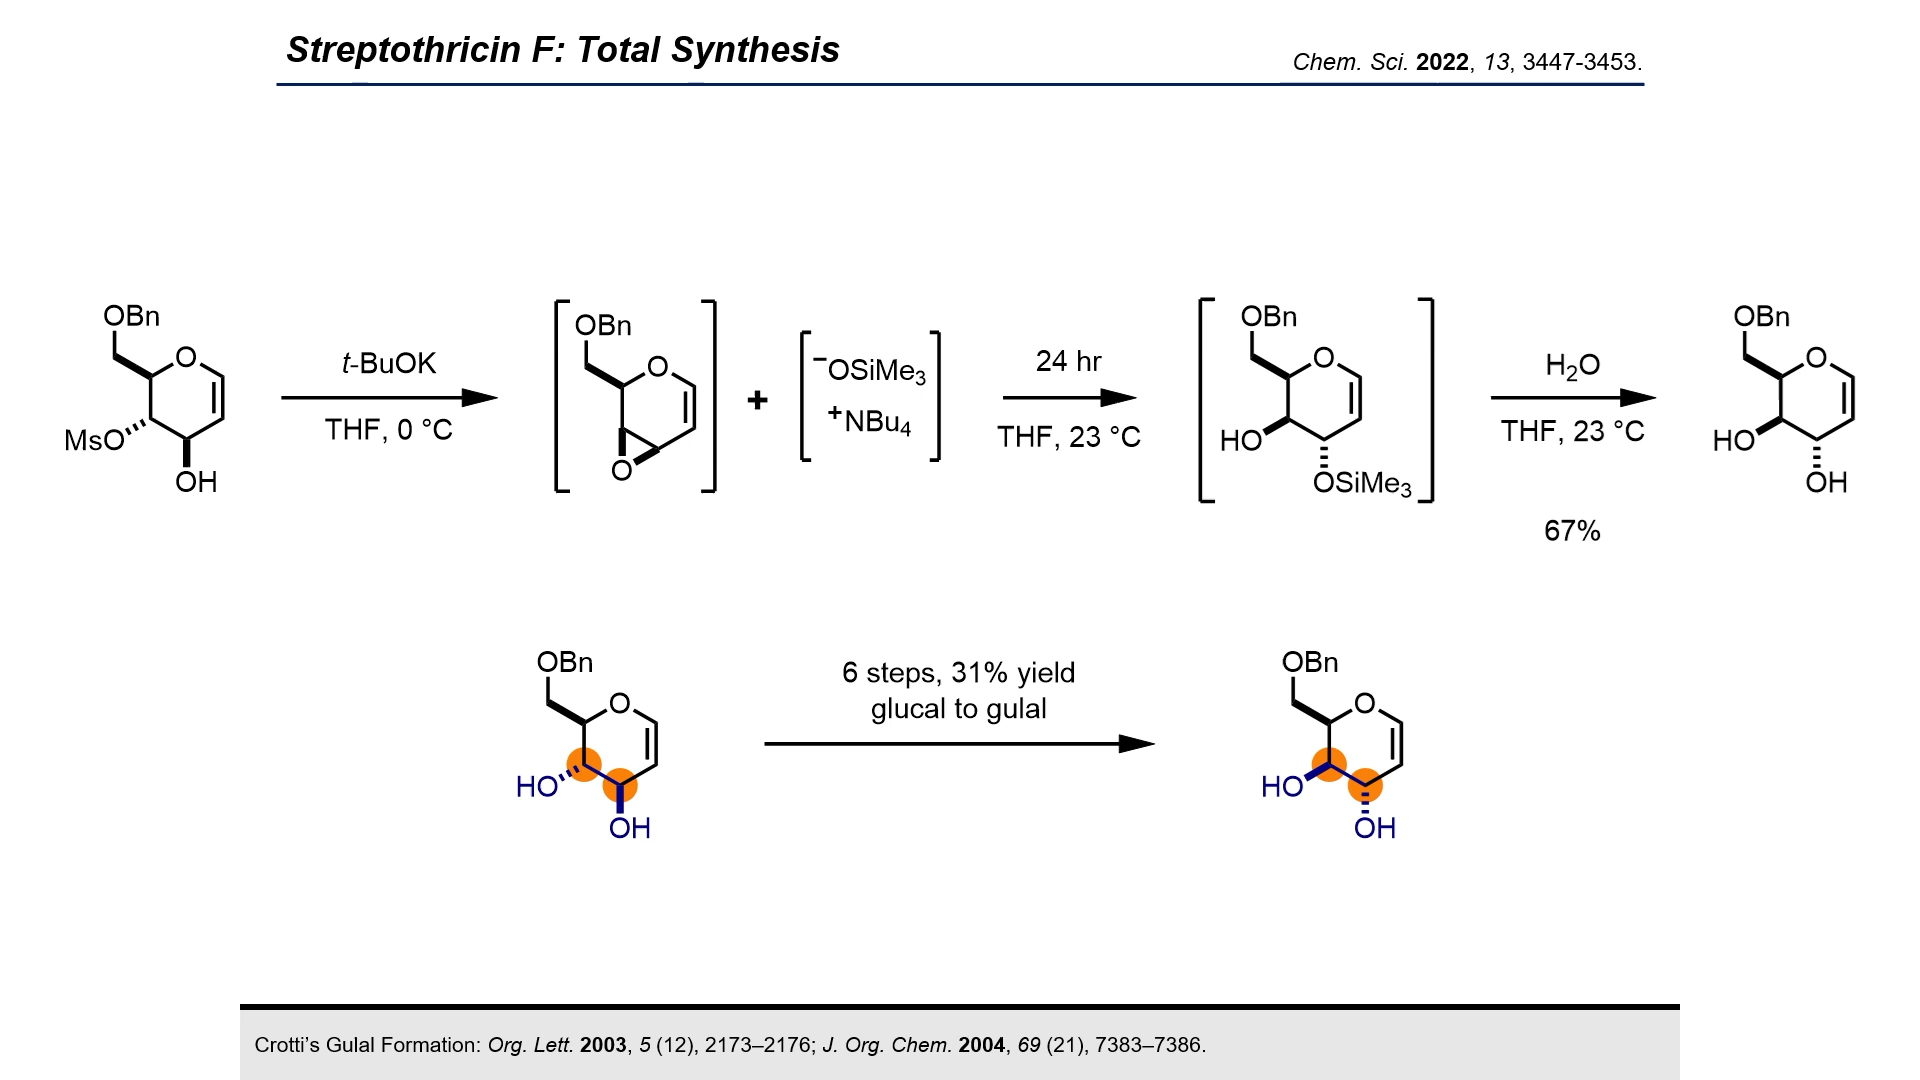 Streptothricin F: Total Synthesis
Chem. Sci. 2022, 13, 3447-3453.
OBn
O
MsO
OH
t-BuOK
THF, 0 °C
OBn
O
O
+
⁻OSiMe₃
⁺NBu₄
24 hr
THF, 23 °C
OBn
O
HO
OSiMe₃
H₂O
THF, 23 °C
67%
OBn
O
HO
OH
OBn
O
HO
OH
6 steps, 31% yield
glucal to gulal
OBn
O
HO
OH
Crotti’s Gulal Formation: Org. Lett. 2003, 5 (12), 2173–2176; J. Org. Chem. 2004, 69 (21), 7383–7386.